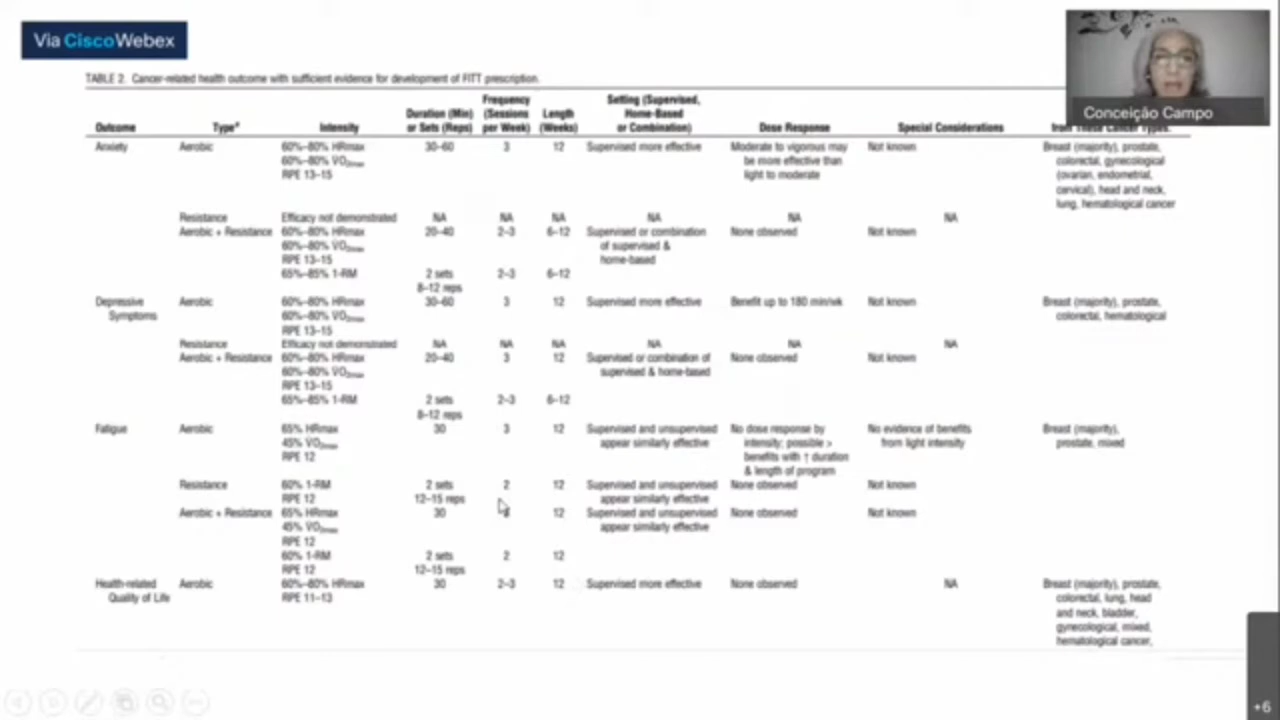 Via Cisco Webex
Conceição Campo
TABLE 2. Cancer-related health outcome with sufficient evidence for development of FITT prescription.
Outcome Type* Intensity Duration (Min) or Sets (Reps) Frequency (Sessions per Week) Length (Weeks) Setting (Supervised, Home-Based or Combination) Dose Response Special Considerations from These Cancer Types:
Anxiety Aerobic 60%–80% HRmax 30–60 3 12 Supervised more effective Moderate to vigorous may Not known Breast (majority), prostate,
60%–80% V̇O2max be more effective than colorectal, gynecological
RPE 13–15 light to moderate (ovarian, endometrial,
cervical), head and neck,
lung, hematological cancer
Resistance Efficacy not demonstrated NA NA NA NA NA NA
Aerobic + Resistance 60%–80% HRmax 20–40 2–3 6–12 Supervised or combination None observed Not known
60%–80% V̇O2max of supervised &
RPE 13–15 home-based
65%–85% 1-RM 2 sets 2–3 6–12
8–12 reps
Depressive Aerobic 60%–80% HRmax 30–60 3 12 Supervised more effective Benefit up to 180 min/wk Not known Breast (majority), prostate,
Symptoms 60%–80% V̇O2max colorectal, hematological
RPE 13–15
Resistance Efficacy not demonstrated NA NA NA NA NA NA
Aerobic + Resistance 60%–80% HRmax 20–40 3 12 Supervised or combination of None observed Not known
60%–80% V̇O2max supervised & home-based
RPE 13–15
65%–85% 1-RM 2 sets 2–3 6–12
8–12 reps
Fatigue Aerobic 65% HRmax 30 3 12 Supervised and unsupervised No dose response by No evidence of benefits Breast (majority),
45% V̇O2max appear similarly effective intensity; possible > from light intensity prostate, mixed
RPE 12 benefits with ↑ duration
& length of program
Resistance 60% 1-RM 2 sets 2 12 Supervised and unsupervised None observed Not known
RPE 12 12–15 reps appear similarly effective
Aerobic + Resistance 65% HRmax 30 12 Supervised and unsupervised None observed Not known
45% V̇O2max appear similarly effective
RPE 12
60% 1-RM 2 sets 2 12
RPE 12 12–15 reps
Health-related Aerobic 60%–80% HRmax 30 2–3 12 Supervised more effective None observed NA Breast (majority), prostate,
Quality of Life RPE 11–13 colorectal, lung, head
and neck, bladder,
gynecological, mixed,
hematological cancer,
+6